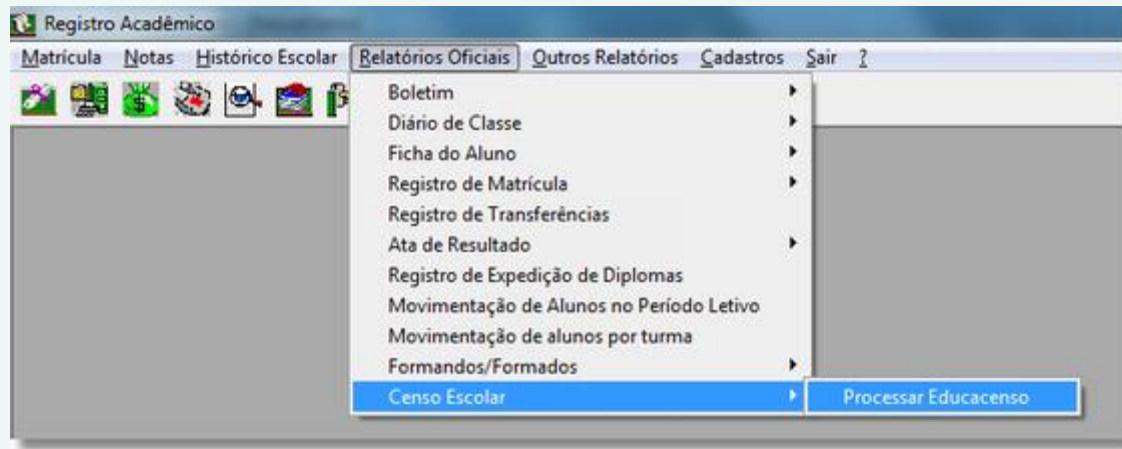 Registro Acadêmico
Matrícula Notas Histórico Escolar Relatórios Oficiais Outros Relatórios Cadastros Sair ?
Boletim
Diário de Classe
Ficha do Aluno
Registro de Matrícula
Registro de Transferências
Ata de Resultado
Registro de Expedição de Diplomas
Movimentação de Alunos no Período Letivo
Movimentação de alunos por turma
Formandos/Formados
Censo Escolar Processar Educacenso